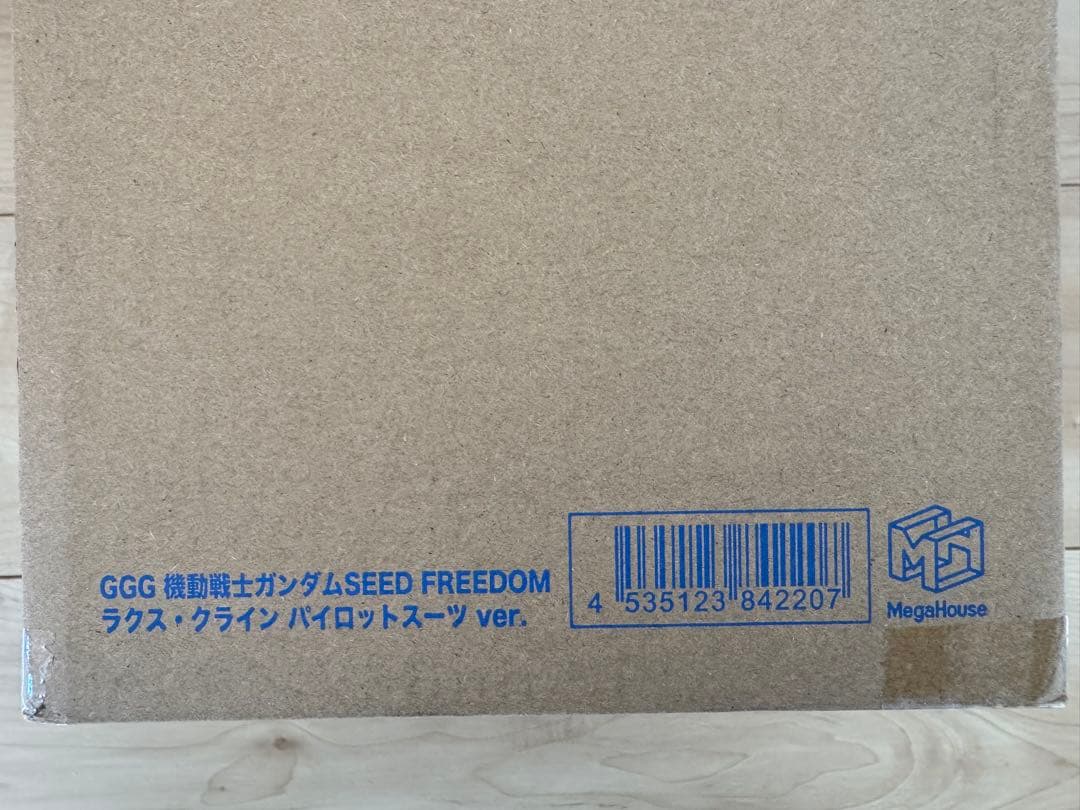 GGG 機動戦士ガンダムSEED FREEDOM
ラクス・クライン パイロットスーツ ver.
4 535123 842207
MegaHouse